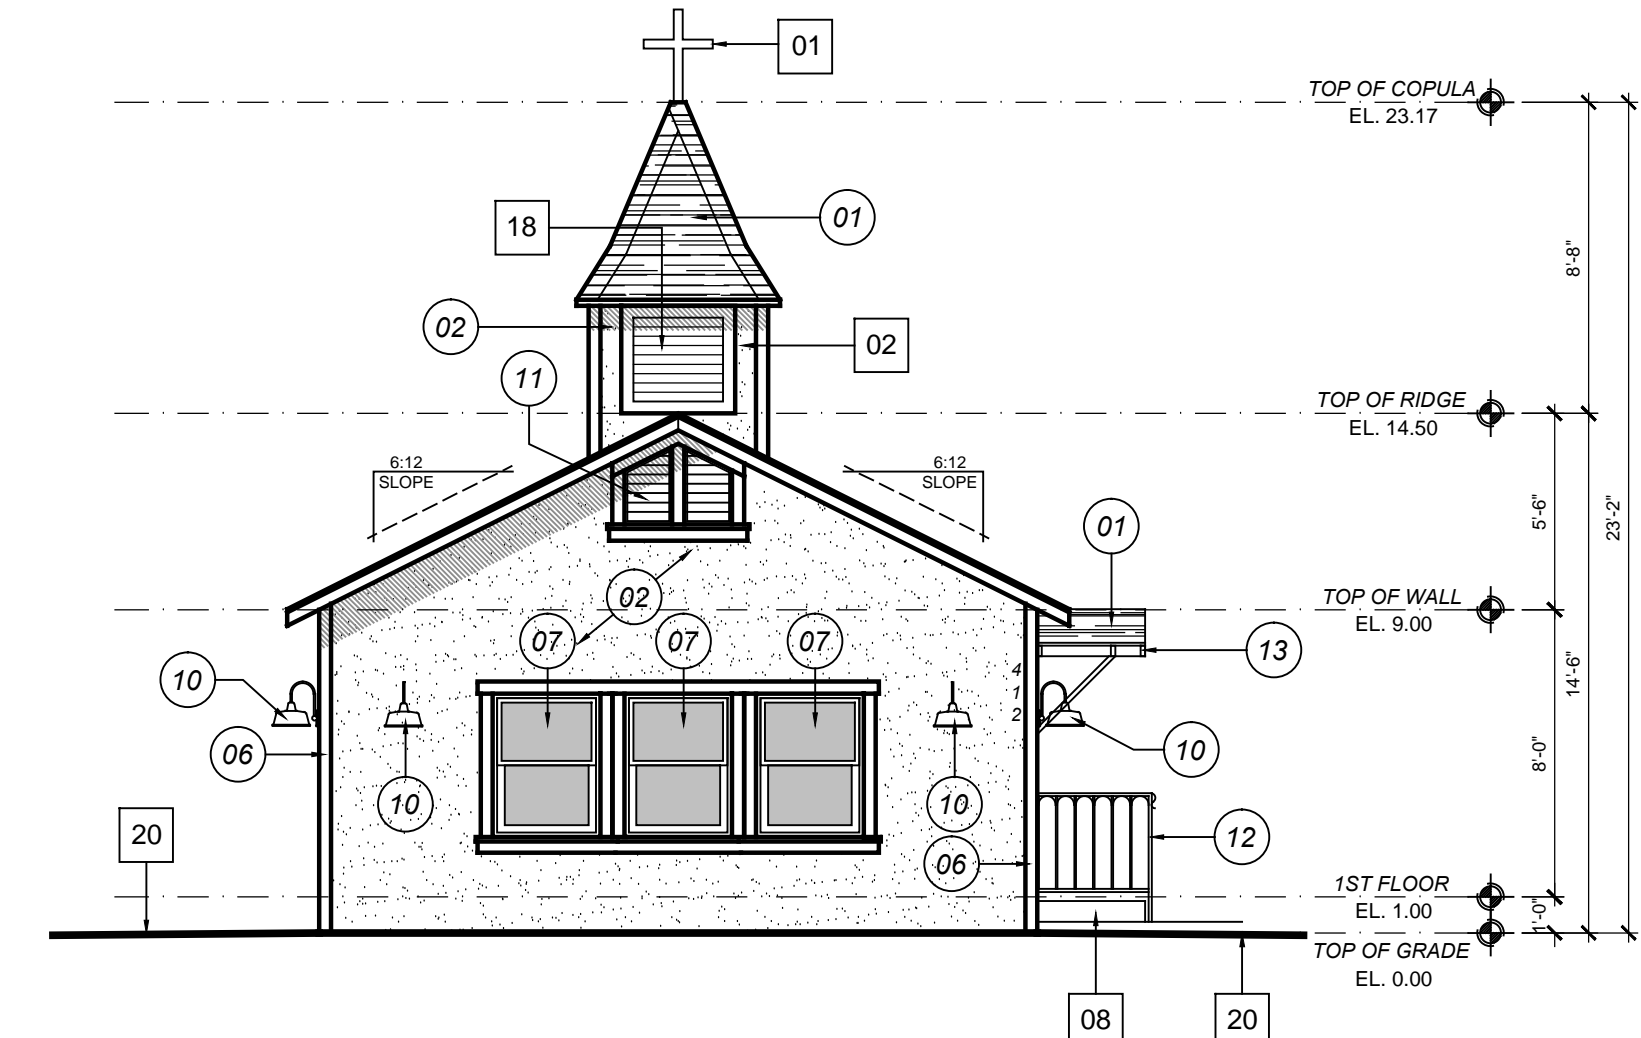 01
TOP OF COPULA
EL. 23.17
18
01
02
02
8'-8"
11
TOP OF RIDGE
EL. 14.50
6:12
SLOPE
6:12
SLOPE
5'-6"
23'-2"
01
02
TOP OF WALL
EL. 9.00
07
07
07
13
10
4
1
2
14'-6"
06
10
8'-0"
10
10
20
12
06
1ST FLOOR
EL. 1.00
1'-0"
TOP OF GRADE
EL. 0.00
08
20